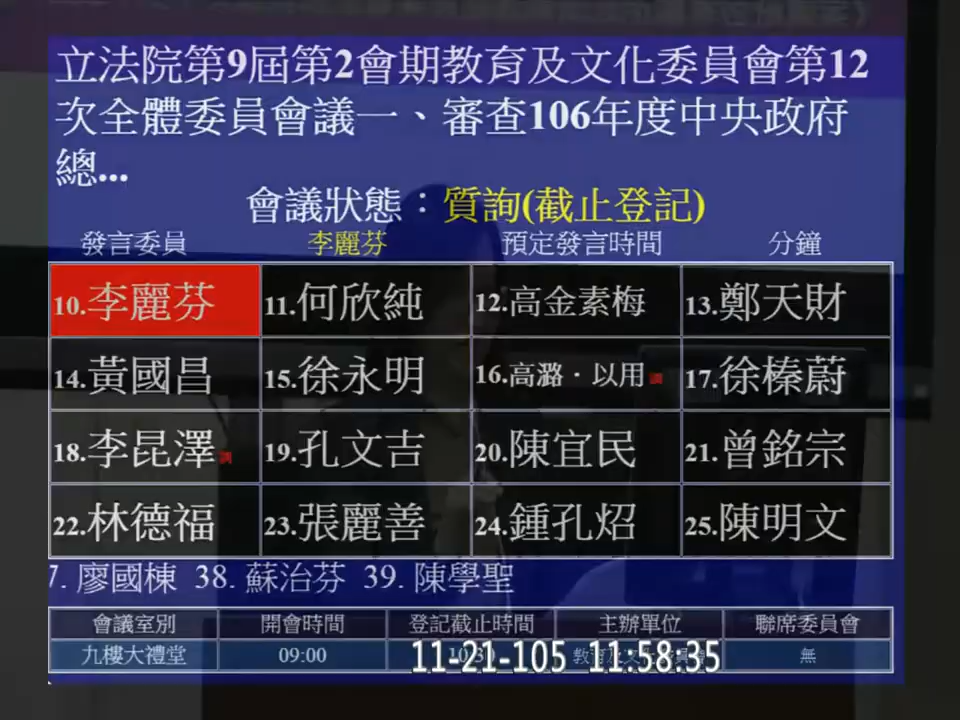 立法院第9屆第2會期教育及文化委員會第12
次全體委員會議一、審查106年度中央政府
總...
會議狀態：質詢(截止登記)
發言委員 李麗芬 預定發言時間 分鐘
10.李麗芬 11.何欣純 12.高金素梅 13.鄭天財
14.黃國昌 15.徐永明 16.高潞．以用 17.徐榛蔚
18.李昆澤 19.孔文吉 20.陳宜民 21.曾銘宗
22.林德福 23.張麗善 24.鍾孔炤 25.陳明文
7. 廖國棟 38. 蘇治芬 39. 陳學聖
會議室別 開會時間 登記截止時間 主辦單位 聯席委員會
九樓大禮堂 09:00 無
11-21-105 11:58:35